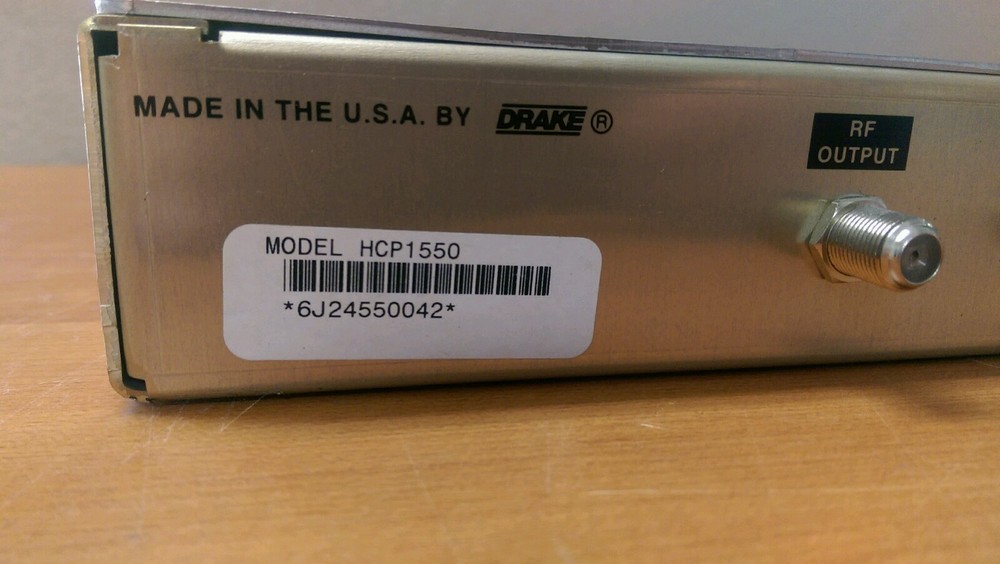 MADE IN THE U.S.A. BY DRAKE®
RF
OUTPUT
MODEL HCP1550
*6J24550042*